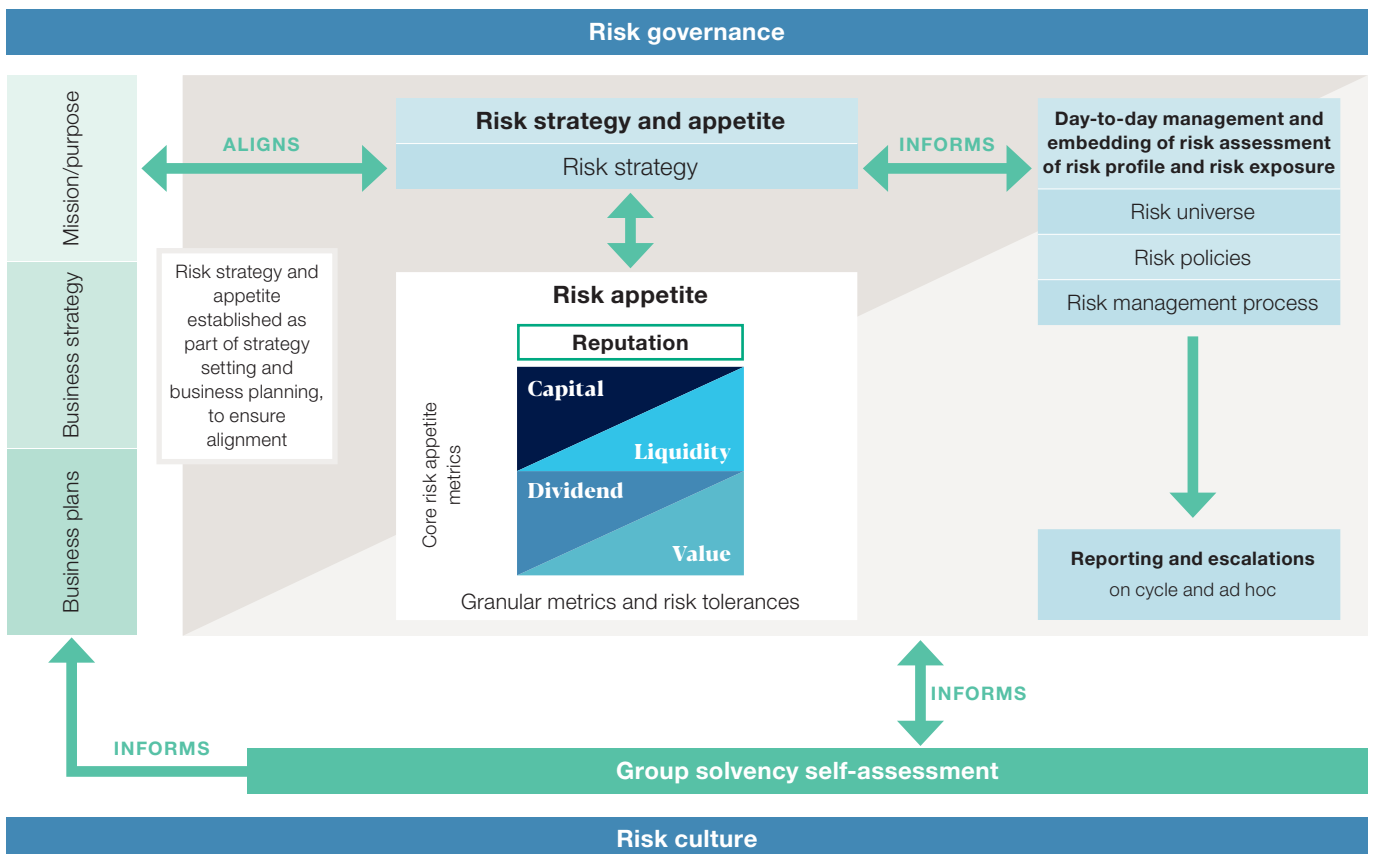 Risk governance
Mission/purpose
Business strategy
Business plans
ALIGNS
Risk strategy and
appetite
established as
part of strategy
setting and
business planning,
to ensure
alignment
Risk strategy and appetite
Risk strategy
Risk appetite
Reputation
Core risk appetite
metrics
Capital
Liquidity
Dividend
Value
Granular metrics and risk tolerances
INFORMS
Day-to-day management and
embedding of risk assessment
of risk profile and risk exposure
Risk universe
Risk policies
Risk management process
Reporting and escalations
on cycle and ad hoc
INFORMS
INFORMS
Group solvency self-assessment
Risk culture